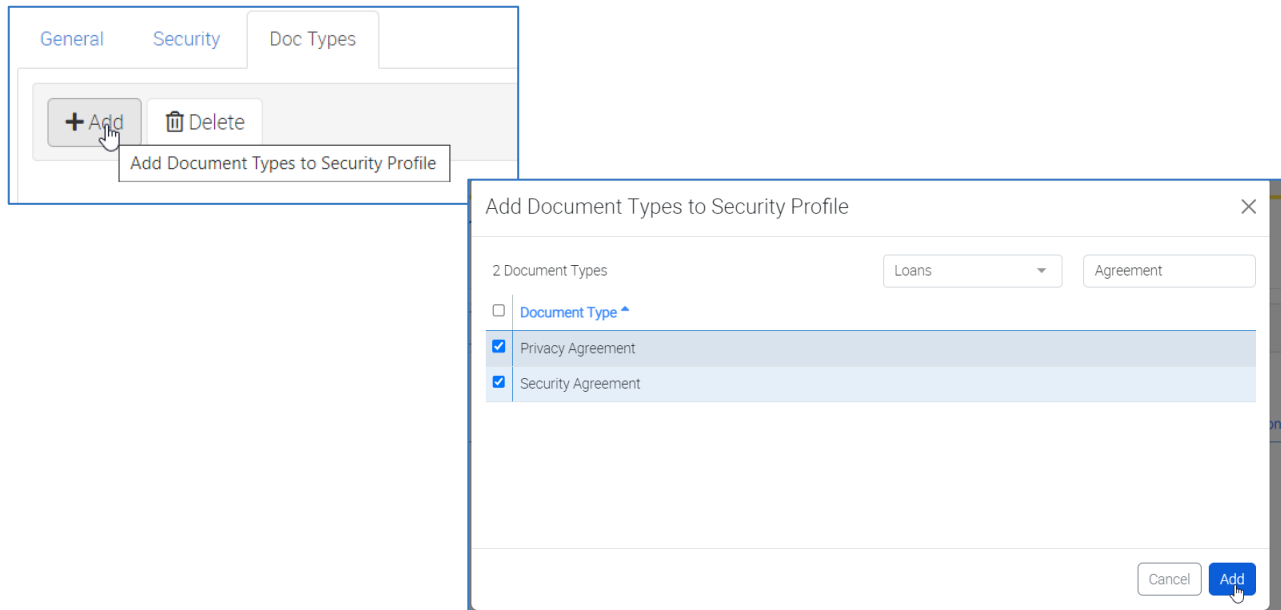 General Security Doc Types
Add Delete
Add Document Types to Security Profile
Add Document Types to Security Profile
2 Document Types Loans Agreement
Document Type
Privacy Agreement
Security Agreement
on
Cancel Add